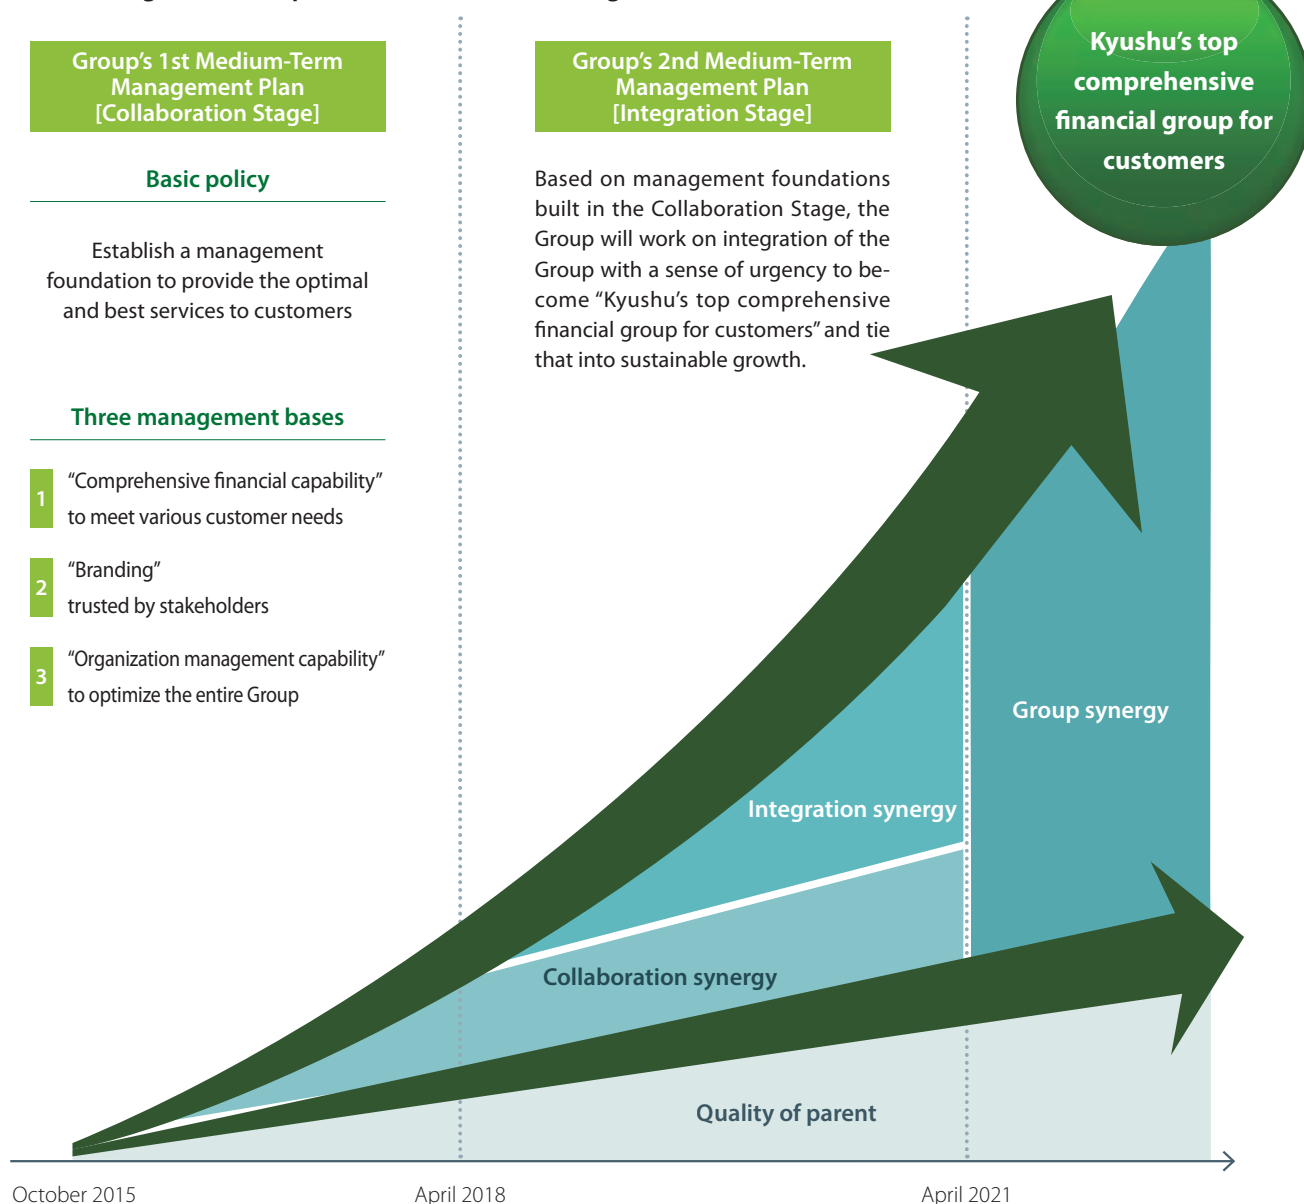 Group's 1st Medium-Term
Management Plan
[Collaboration Stage]
Basic policy
Establish a management
foundation to provide the optimal
and best services to customers
Three management bases
1
“Comprehensive financial capability”
to meet various customer needs
2
“Branding”
trusted by stakeholders
3
“Organization management capability”
to optimize the entire Group
Group's 2nd Medium-Term
Management Plan
[Integration Stage]
Based on management foundations
built in the Collaboration Stage, the
Group will work on integration of the
Group with a sense of urgency to be-
come “Kyushu's top comprehensive
financial group for customers” and tie
that into sustainable growth.
Kyushu's top
comprehensive
financial group for
customers
Group synergy
Integration synergy
Collaboration synergy
Quality of parent
October 2015
April 2018
April 2021